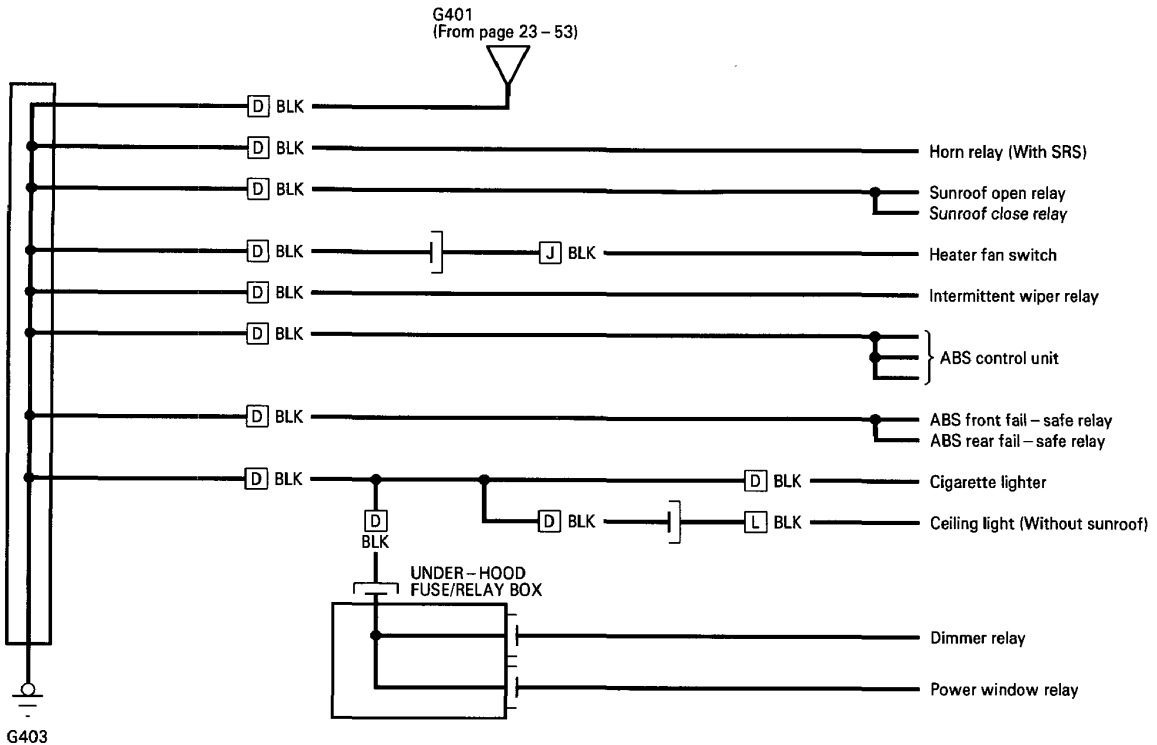 G401
(From page 23 – 53)
D BLK
D BLK
Horn relay (With SRS)
D BLK
Sunroof open relay
Sunroof close relay
D BLK
J BLK
Heater fan switch
D BLK
Intermittent wiper relay
D BLK
ABS control unit
D BLK
ABS front fail – safe relay
ABS rear fail – safe relay
D BLK
D BLK
Cigarette lighter
D
BLK
D BLK
L BLK
Ceiling light (Without sunroof)
UNDER – HOOD
FUSE/RELAY BOX
Dimmer relay
Power window relay
G403